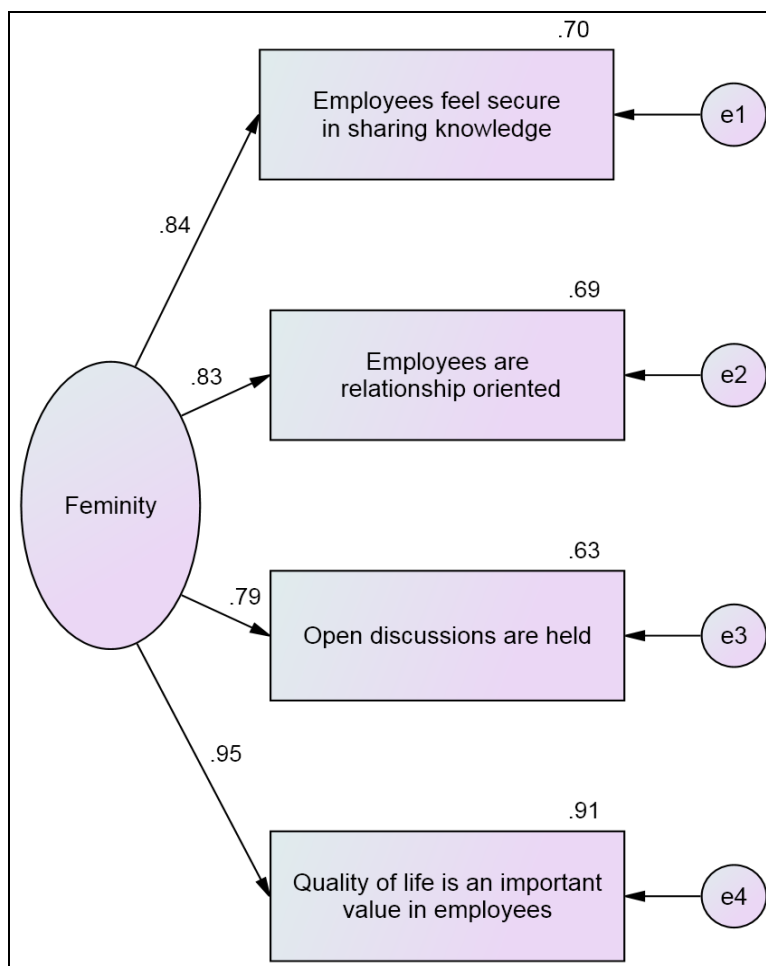 .70
Employees feel secure
in sharing knowledge
e1
.84
.69
Employees are
relationship oriented
e2
.83
Feminity
.63
.79
Open discussions are held
e3
.95
.91
Quality of life is an important
value in employees
e4